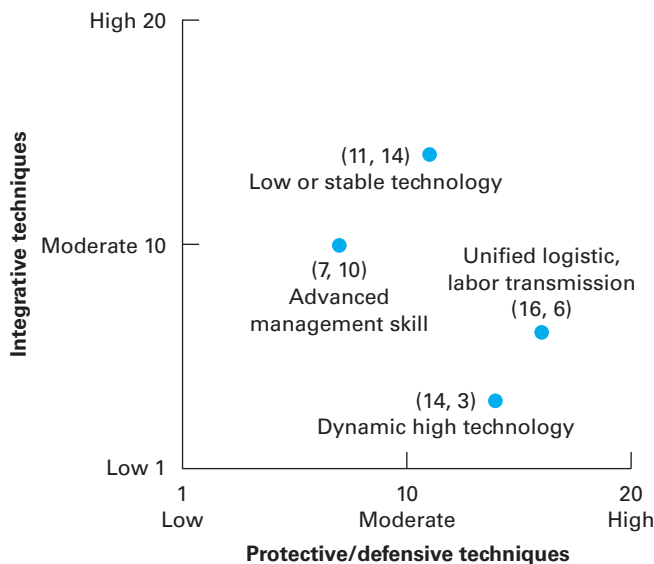 High 20
Integrative techniques
(11, 14)
Low or stable technology
Moderate 10
(7, 10)
Advanced
management skill
Unified logistic,
labor transmission
(16, 6)
(14, 3)
Dynamic high technology
Low 1
1
Low
10
Moderate
20
High
Protective/defensive techniques